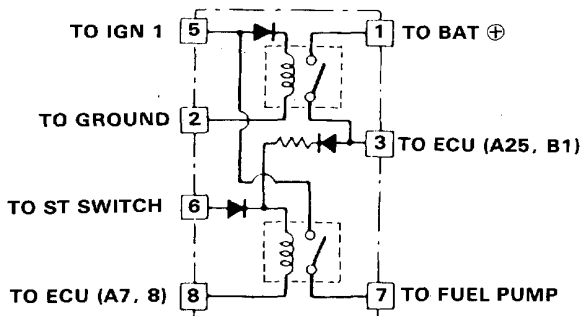 TO IGN 1 5 1 TO BAT ⊕
TO GROUND 2 3 TO ECU (A25, B1)
TO ST SWITCH 6
TO ECU (A7, 8) 8 7 TO FUEL PUMP